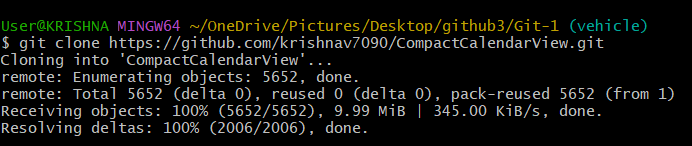 User@KRISHNA MINGW64 ~/OneDrive/Pictures/Desktop/github3/Git-1 (vehicle)
$ git clone https://github.com/krishnav7090/CompactCalendarView.git
Cloning into 'CompactCalendarView'...
remote: Enumerating objects: 5652, done.
remote: Total 5652 (delta 0), reused 0 (delta 0), pack-reused 5652 (from 1)
Receiving objects: 100% (5652/5652), 9.99 MiB | 345.00 KiB/s, done.
Resolving deltas: 100% (2006/2006), done.